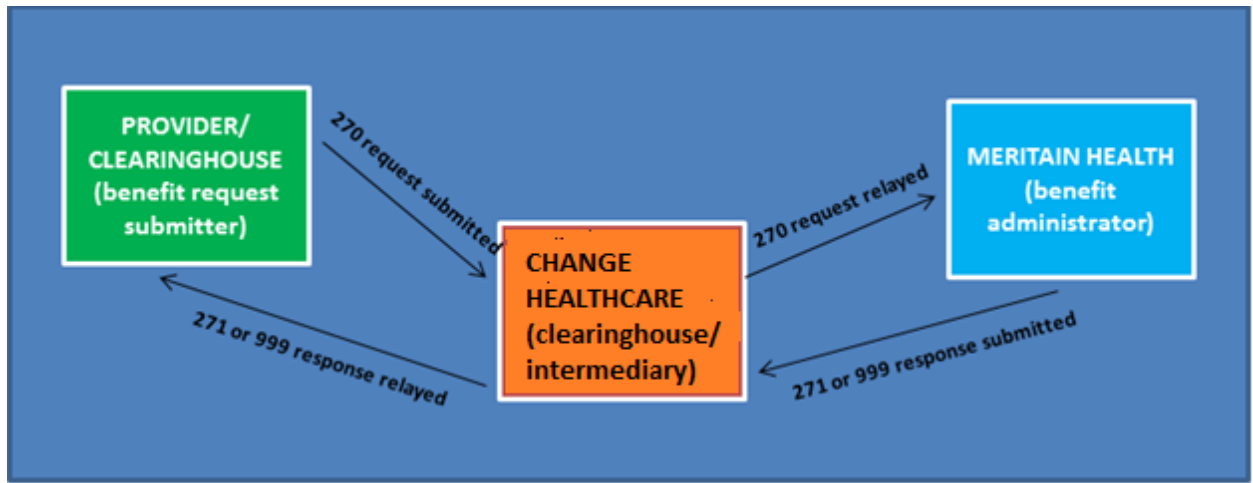 PROVIDER/
CLEARINGHOUSE
(benefit request
submitter)
270 request submitted
CHANGE
HEALTHCARE
(clearinghouse/
intermediary)
270 request relayed
MERITAIN HEALTH
(benefit
administrator)
271 or 999 response submitted
271 or 999 response relayed